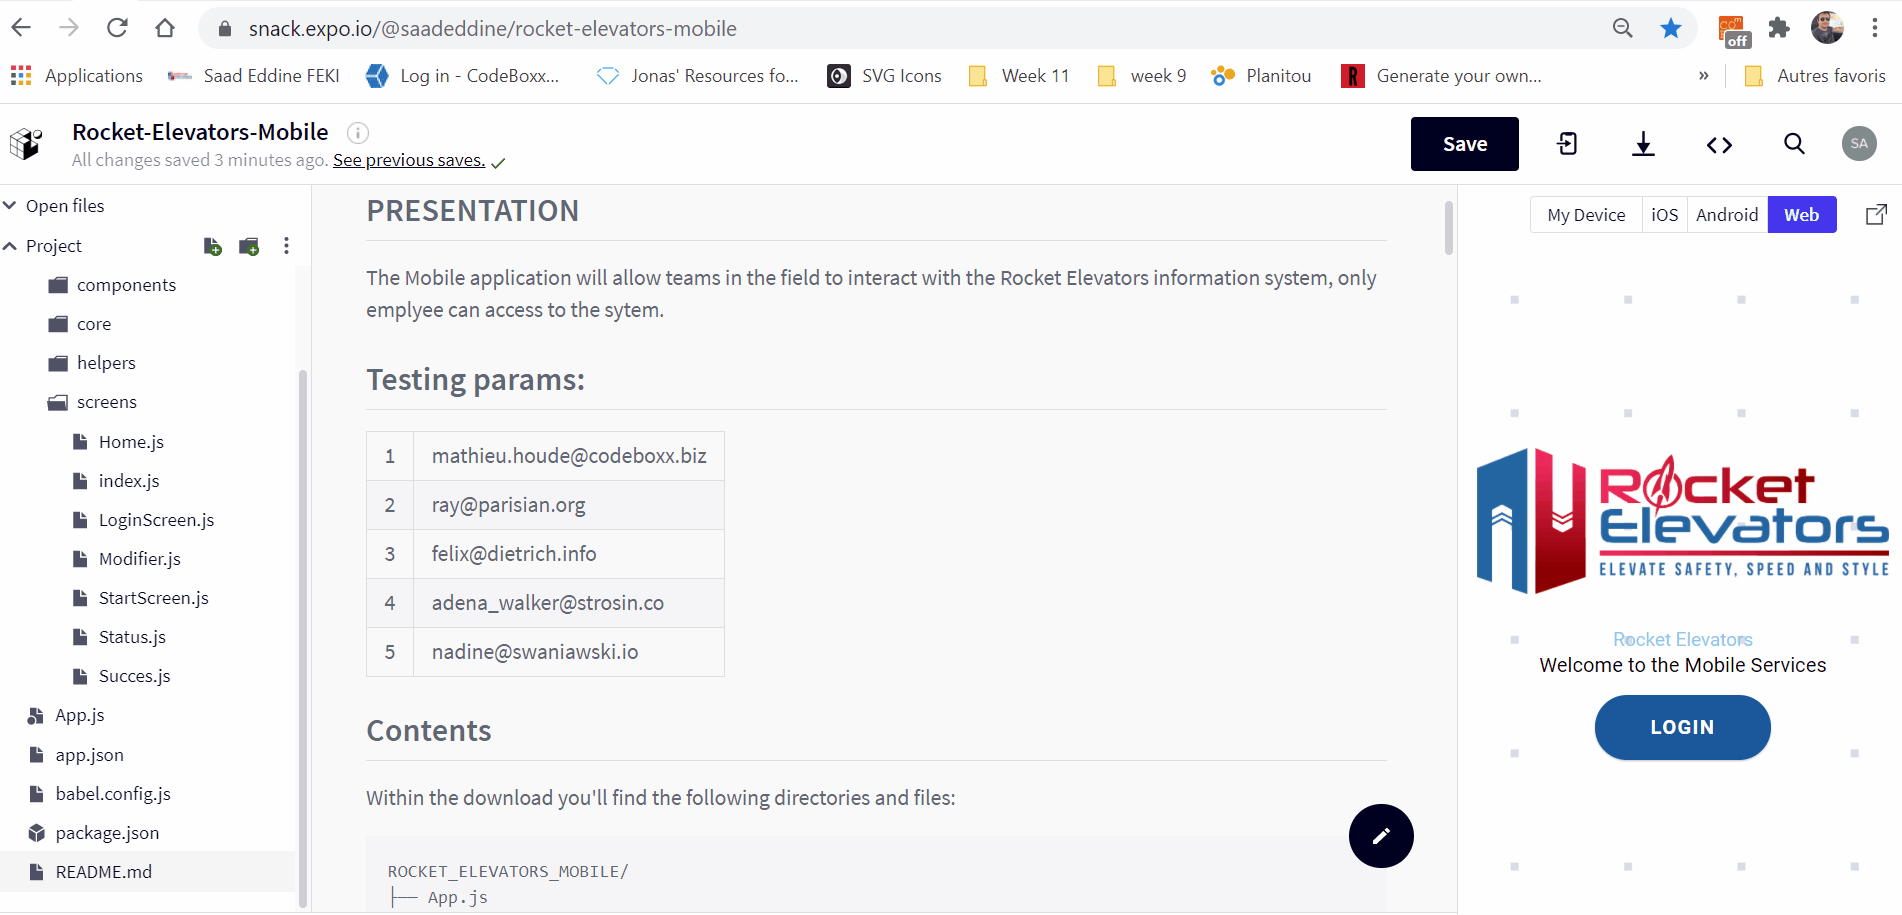 snack.expo.io/@saadeddine/rocket-elevators-mobile
com
off
Applications
Saad Eddine FEKI
Log in - CodeBoxx...
Jonas' Resources fo...
SVG Icons
Week 11
week 9
Planitou
R
Generate your own...
»
Autres favoris
Rocket-Elevators-Mobile
All changes saved 3 minutes ago. See previous saves.
Save
SA
Open files
Project
components
core
helpers
screens
Home.js
index.js
LoginScreen.js
Modifier.js
StartScreen.js
Status.js
Succes.js
App.js
app.json
babel.config.js
package.json
README.md
PRESENTATION
The Mobile application will allow teams in the field to interact with the Rocket Elevators information system, only
emplyee can access to the sytem.
Testing params:
1 mathieu.houde@codeboxx.biz
2 ray@parisian.org
3 felix@dietrich.info
4 adena_walker@strosin.co
5 nadine@swaniawski.io
Contents
Within the download you'll find the following directories and files:
ROCKET_ELEVATORS_MOBILE/
├── App.js
My Device
iOS
Android
Web
Rocket
Elevators
ELEVATE SAFETY, SPEED AND STYLE
Rocket Elevators
Welcome to the Mobile Services
LOGIN